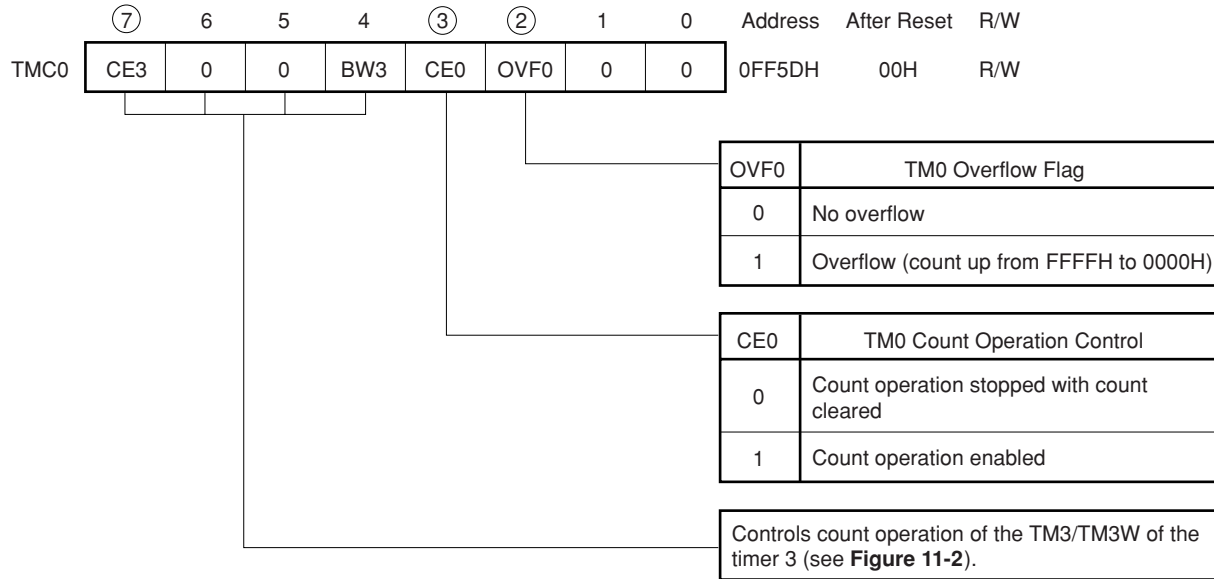 ⑦ 6 5 4 ③ ② 1 0 Address After Reset R/W
TMC0 CE3 0 0 BW3 CE0 OVF0 0 0 0FF5DH 00H R/W
OVF0 TM0 Overflow Flag
0 No overflow
1 Overflow (count up from FFFFH to 0000H)
CE0 TM0 Count Operation Control
0 Count operation stopped with count
cleared
1 Count operation enabled
Controls count operation of the TM3/TM3W of the
timer 3 (see Figure 11-2).